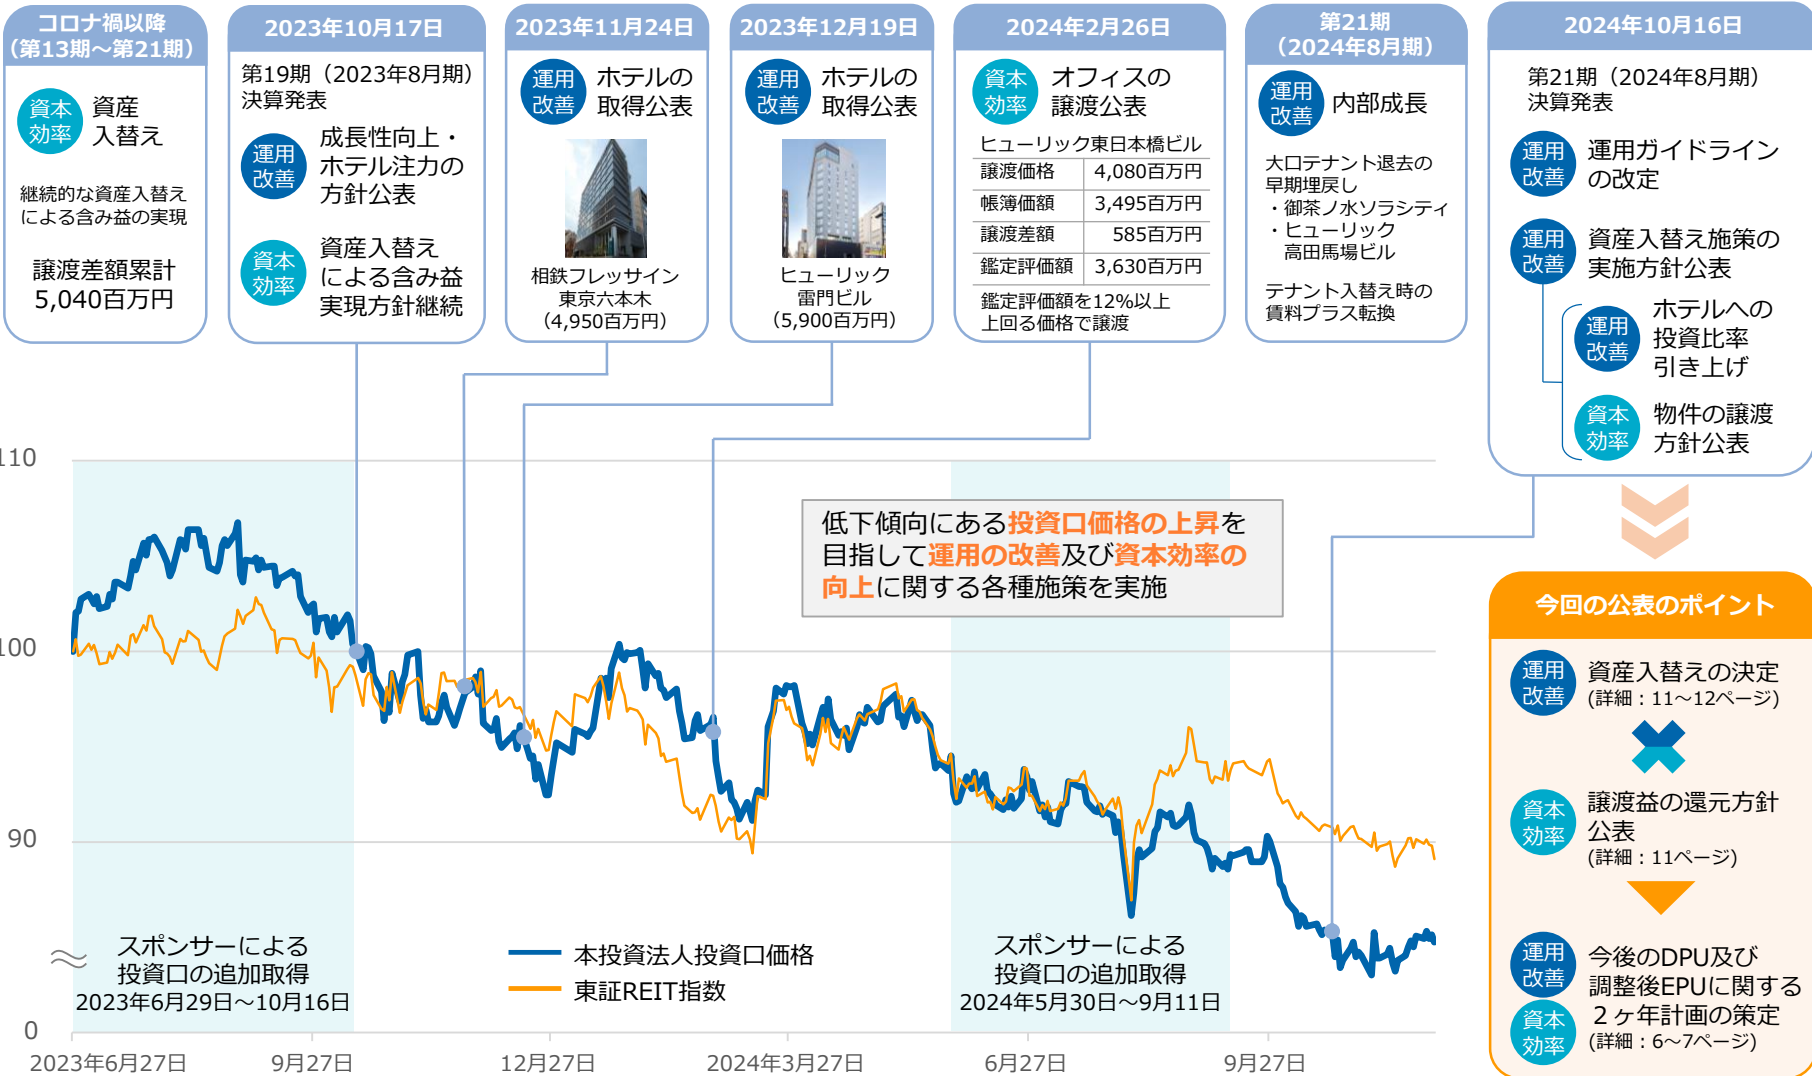 コロナ禍以降
（第13期～第21期）
資本
効率
資産
入替え
継続的な資産入替え
による含み益の実現
譲渡差額累計
5,040百万円
2023年10月17日
第19期（2023年8月期）
決算発表
運用
改善
成長性向上・
ホテル注力の
方針公表
資本
効率
資産入替え
による含み益
実現方針継続
2023年11月24日
運用
改善
ホテルの
取得公表
相鉄フレッサイン
東京六本木
（4,950百万円）
2023年12月19日
運用
改善
ホテルの
取得公表
ヒューリック
雷門ビル
（5,900百万円）
2024年2月26日
資本
効率
オフィスの
譲渡公表
ヒューリック東日本橋ビル
譲渡価格 4,080百万円
帳簿価額 3,495百万円
譲渡差額 585百万円
鑑定評価額 3,630百万円
鑑定評価額を12%以上
上回る価格で譲渡
第21期
（2024年8月期）
運用
改善
内部成長
大口テナント退去の
早期埋戻し
・御茶ノ水ソラシティ
・ヒューリック
高田馬場ビル
テナント入替え時の
賃料プラス転換
2024年10月16日
第21期（2024年8月期）
決算発表
運用
改善
運用ガイドライン
の改定
運用
改善
資産入替え施策の
実施方針公表
運用
改善
ホテルへの
投資比率
引き上げ
資本
効率
物件の譲渡
方針公表
110
100
90
0
低下傾向にある投資口価格の上昇を
目指して運用の改善及び資本効率の
向上に関する各種施策を実施
スポンサーによる
投資口の追加取得
2023年6月29日～10月16日
本投資法人投資口価格
東証REIT指数
スポンサーによる
投資口の追加取得
2024年5月30日～9月11日
2023年6月27日
9月27日
12月27日
2024年3月27日
6月27日
9月27日
今回の公表のポイント
運用
改善
資産入替えの決定
(詳細：11～12ページ)
資本
効率
譲渡益の還元方針
公表
(詳細：11ページ)
運用
改善
資本
効率
今後のDPU及び
調整後EPUに関する
２ヶ年計画の策定
(詳細：6～7ページ)